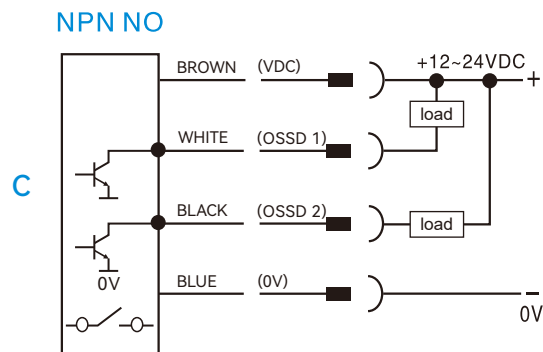 NPN NO
+12~24VDC
BROWN (VDC)
+
load
WHITE (OSSD 1)
C
BLACK (OSSD 2)
load
0V
BLUE (0V)
−
0V